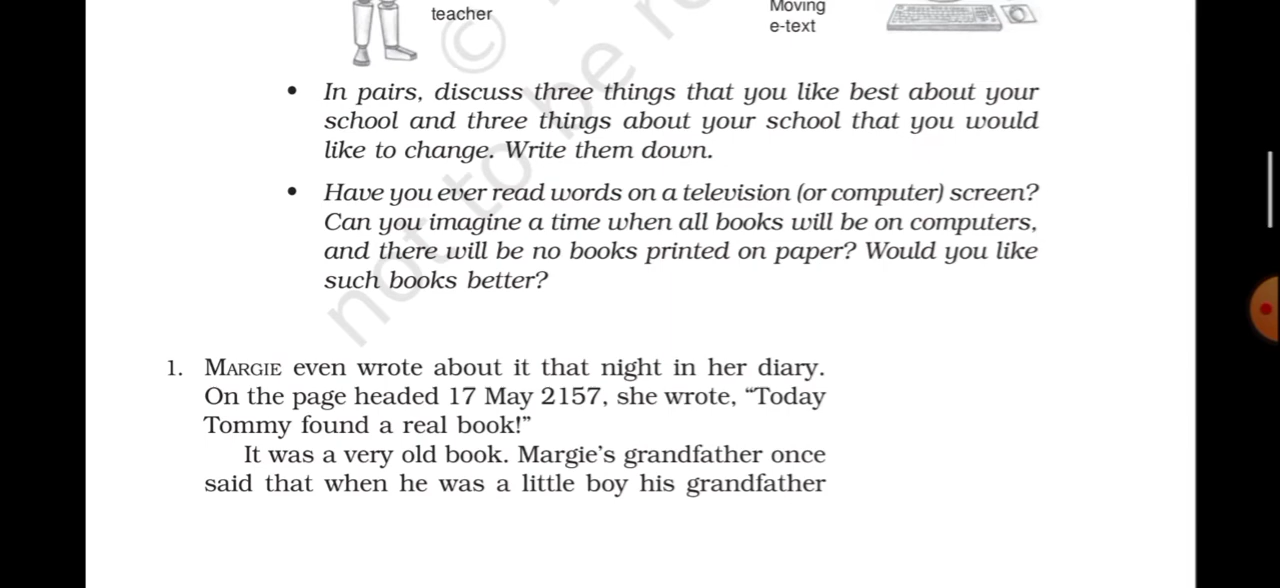 teacher
Moving
e-text
© 
not to be re
• In pairs, discuss three things that you like best about your
school and three things about your school that you would
like to change. Write them down.
• Have you ever read words on a television (or computer) screen?
Can you imagine a time when all books will be on computers,
and there will be no books printed on paper? Would you like
such books better?
1. MARGIE even wrote about it that night in her diary.
On the page headed 17 May 2157, she wrote, “Today
Tommy found a real book!”
It was a very old book. Margie’s grandfather once
said that when he was a little boy his grandfather